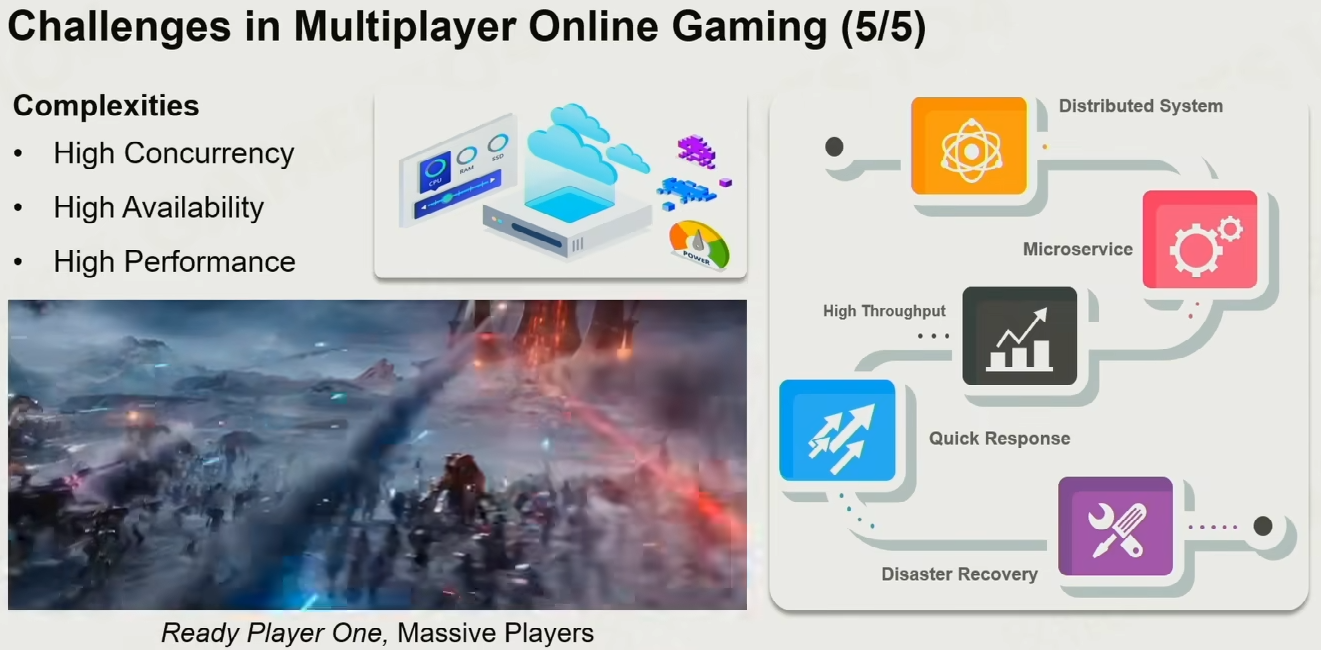 Challenges in Multiplayer Online Gaming (5/5)
Complexities
• High Concurrency
• High Availability
• High Performance
CPU
RAM
SSD
POWER
Ready Player One, Massive Players
Distributed System
Microservice
High Throughput
Quick Response
Disaster Recovery